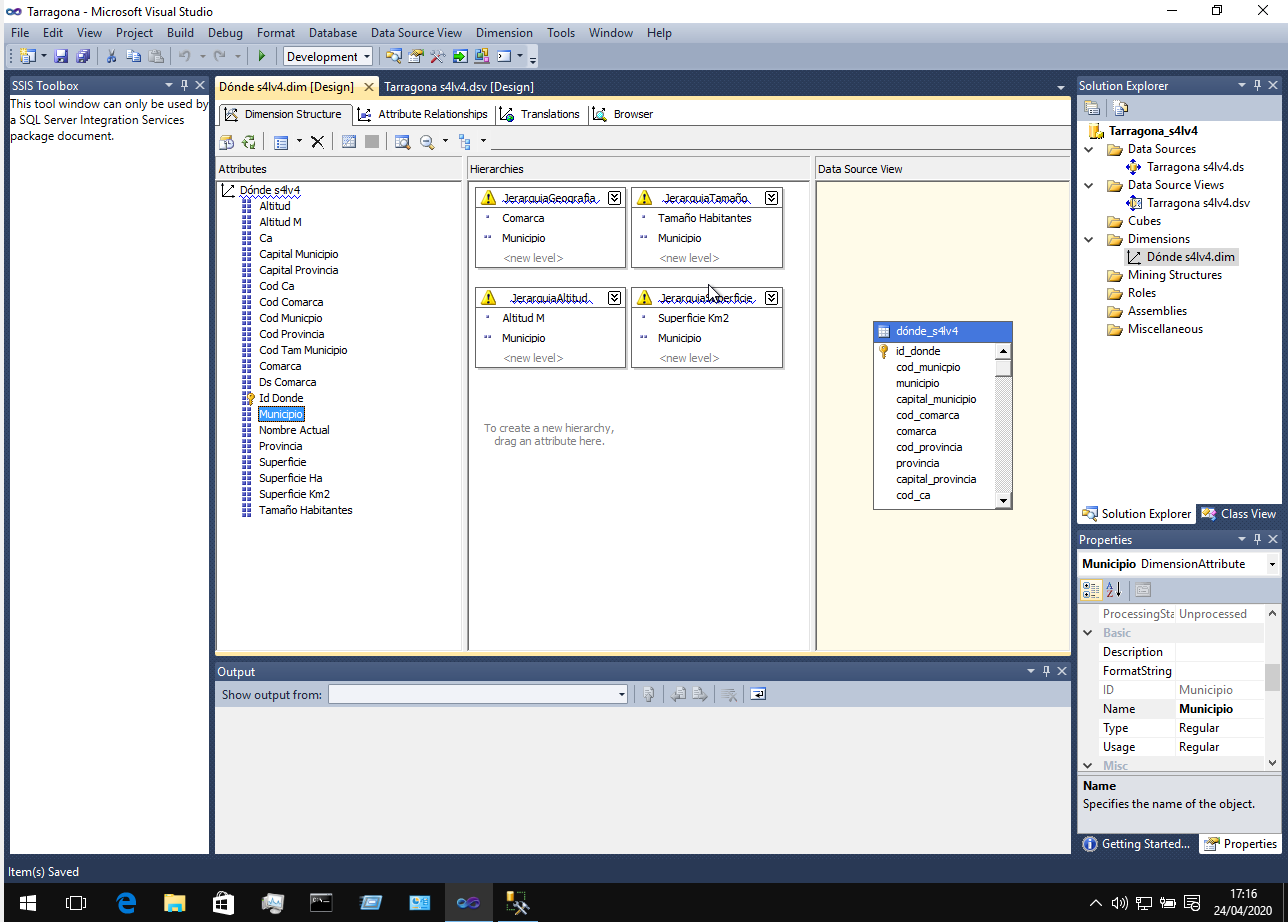 Tarragona - Microsoft Visual Studio
File Edit View Project Build Debug Format Database Data Source View Dimension Tools Window Help
Development
SSIS Toolbox
This tool window can only be used by
a SQL Server Integration Services
package document.
Dónde s4lv4.dim [Design] Tarragona s4lv4.dsv [Design]
Dimension Structure Attribute Relationships Translations Browser
Attributes
Dónde s4lv4
Altitud
Altitud M
Ca
Capital Municipio
Capital Provincia
Cod Ca
Cod Comarca
Cod Muncpio
Cod Provincia
Cod Tam Municipio
Comarca
Ds Comarca
Id Donde
Municipio
Nombre Actual
Provincia
Superficie
Superficie Ha
Superficie Km2
Tamaño Habitantes
Hierarchies
JerarquiaGeografia
Comarca
Municipio
<new level>
JerarquiaTamaño
Tamaño Habitantes
Municipio
<new level>
JerarquiaAltitud
Altitud M
Municipio
<new level>
JerarquiaSuperficie
Superficie Km2
Municipio
<new level>
To create a new hierarchy,
drag an attribute here.
Data Source View
dónde_s4lv4
id_donde
cod_muncpio
municipio
capital_municipio
cod_comarca
comarca
cod_provincia
provincia
capital_provincia
cod_ca
Output
Show output from:
Solution Explorer
Tarragona_s4lv4
Data Sources
Tarragona s4lv4.ds
Data Source Views
Tarragona s4lv4.dsv
Cubes
Dimensions
Dónde s4lv4.dim
Mining Structures
Roles
Assemblies
Miscellaneous
Solution Explorer Class View
Properties
Municipio DimensionAttribute
ProcessingSta Unprocessed
Basic
Description
FormatString
ID Municipio
Name Municipio
Type Regular
Usage Regular
Misc
Name
Specifies the name of the object.
Getting Started... Properties
Item(s) Saved
17:16
24/04/2020